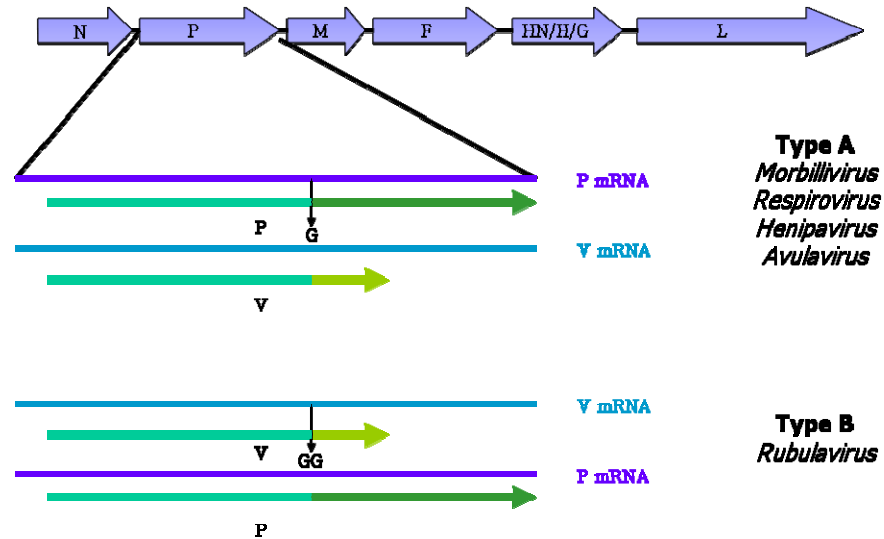 N P M F HN/H/G L
Type A
P mRNA Morbillivirus
Respirovirus
P G Henipavirus
V mRNA Avulavirus
V
V mRNA
Type B
V GG Rubulavirus
P mRNA
P